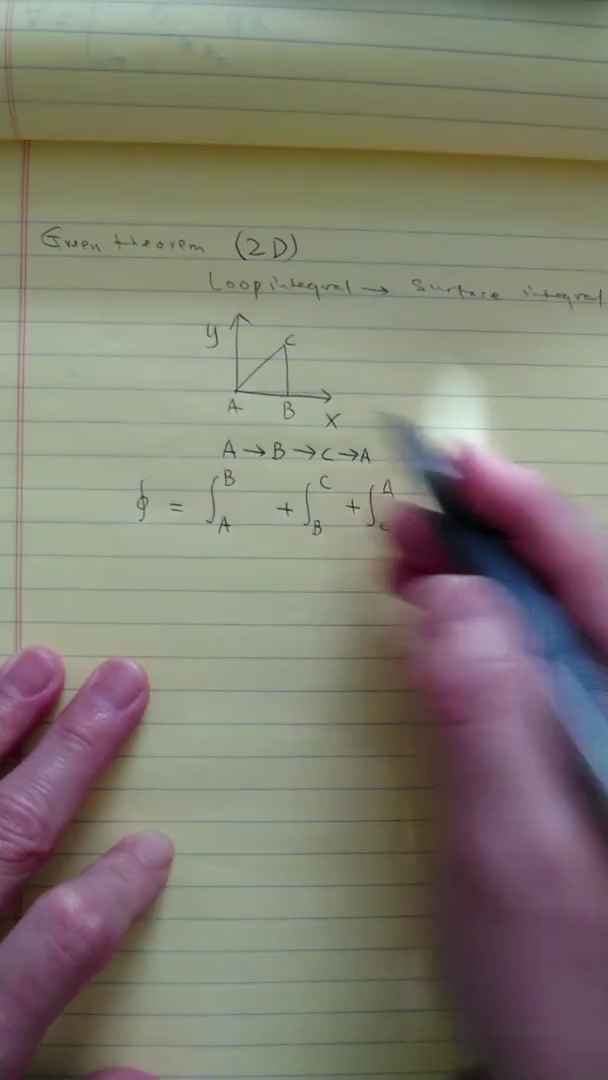 Green theorem (2D)
Loop integral → Surface integral
y
C
A B
x
A → B → C → A
∮ = ∫_A^B + ∫_B^C + ∫_C^A